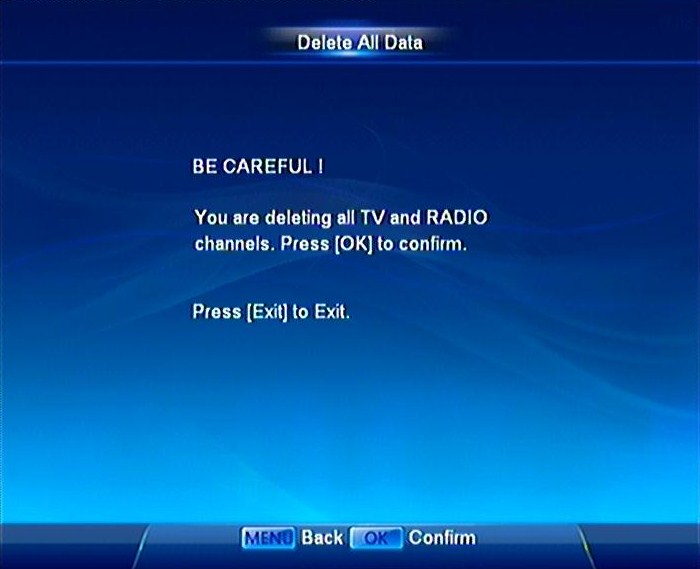 Delete All Data
BE CAREFUL !
You are deleting all TV and RADIO
channels. Press [OK] to confirm.
Press [Exit] to Exit.
MENU Back OK Confirm